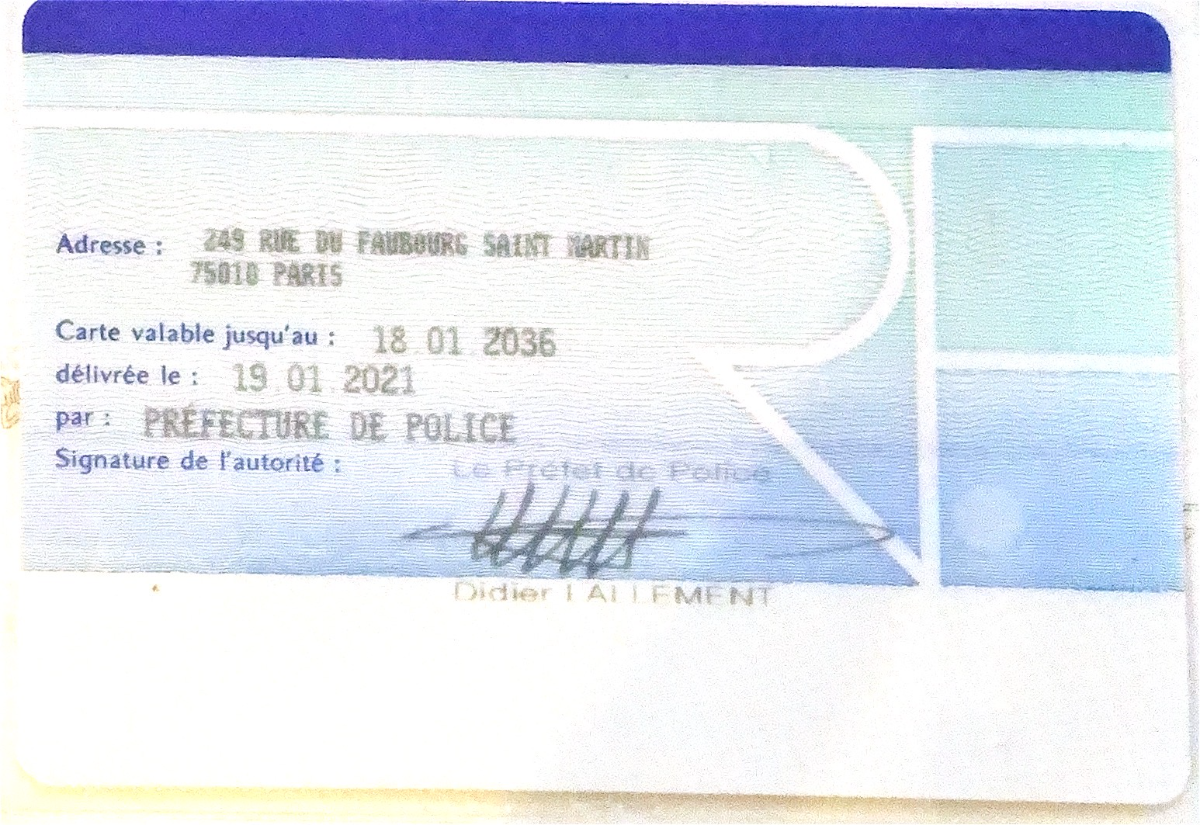 Adresse : 249 RUE DU FAUBOURG SAINT MARTIN
75010 PARIS
Carte valable jusqu'au : 18 01 2036
délivrée le : 19 01 2021
par : PRÉFECTURE DE POLICE
Signature de l'autorité :
Le Préfet de Police
Didier LALLEMENT
RF